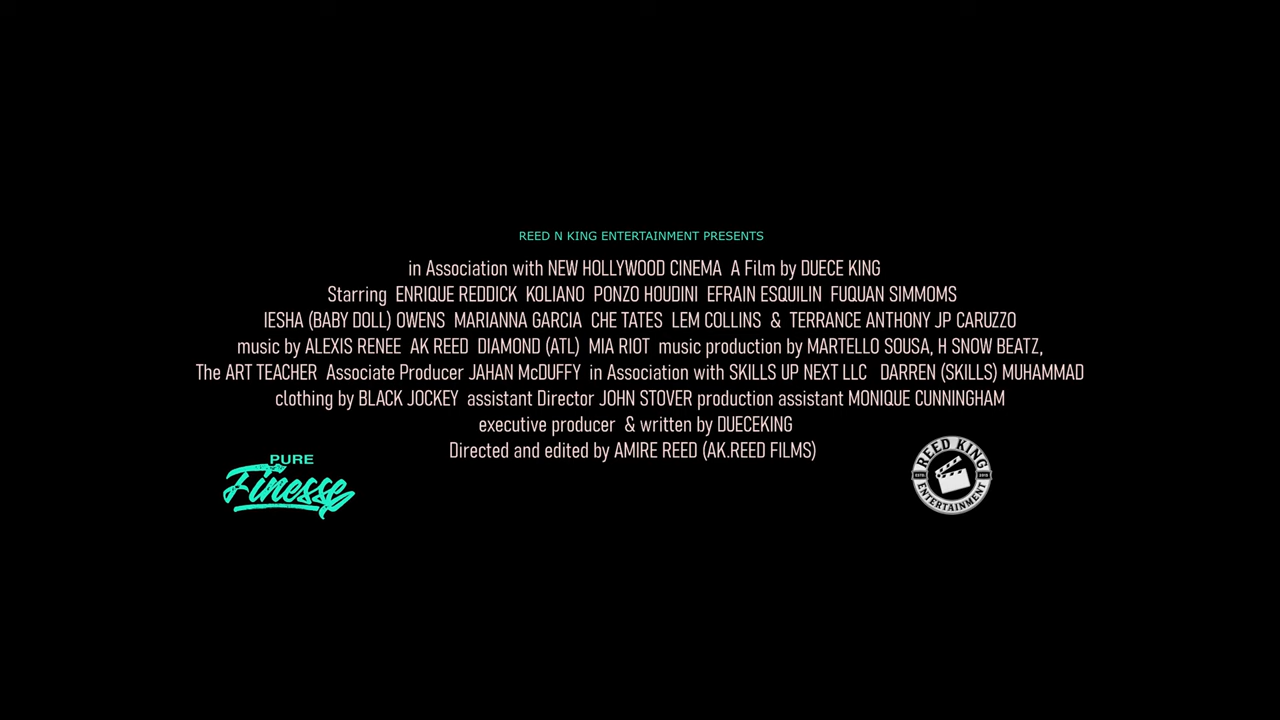 REED N KING ENTERTAINMENT PRESENTS
in Association with NEW HOLLYWOOD CINEMA A Film by DUECE KING
Starring ENRIQUE REDDICK KOLIANO PONZO HOUDINI EFRAIN ESQUILIN FUQUAN SIMMOMS
IESHA (BABY DOLL) OWENS MARIANNA GARCIA CHE TATES LEM COLLINS & TERRANCE ANTHONY JP CARUZZO
music by ALEXIS RENEE AK REED DIAMOND (ATL) MIA RIOT music production by MARTELLO SOUSA, H SNOW BEATZ,
The ART TEACHER Associate Producer JAHAN McDUFFY in Association with SKILLS UP NEXT LLC DARREN (SKILLS) MUHAMMAD
clothing by BLACK JOCKEY assistant Director JOHN STOVER production assistant MONIQUE CUNNINGHAM
executive producer & written by DUECEKING
Directed and edited by AMIRE REED (AK.REED FILMS)
PURE
Finesse
REED KING
ENTERTAINMENT